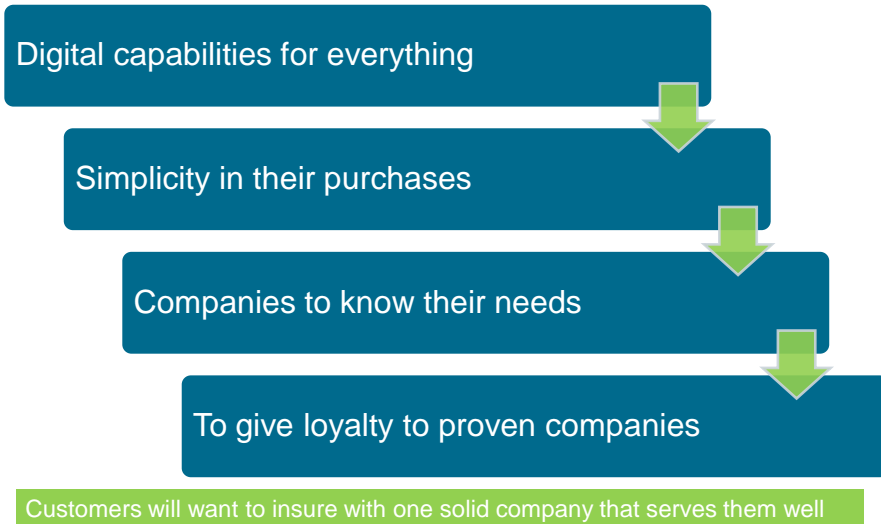 Digital capabilities for everything
Simplicity in their purchases
Companies to know their needs
To give loyalty to proven companies
Customers will want to insure with one solid company that serves them well